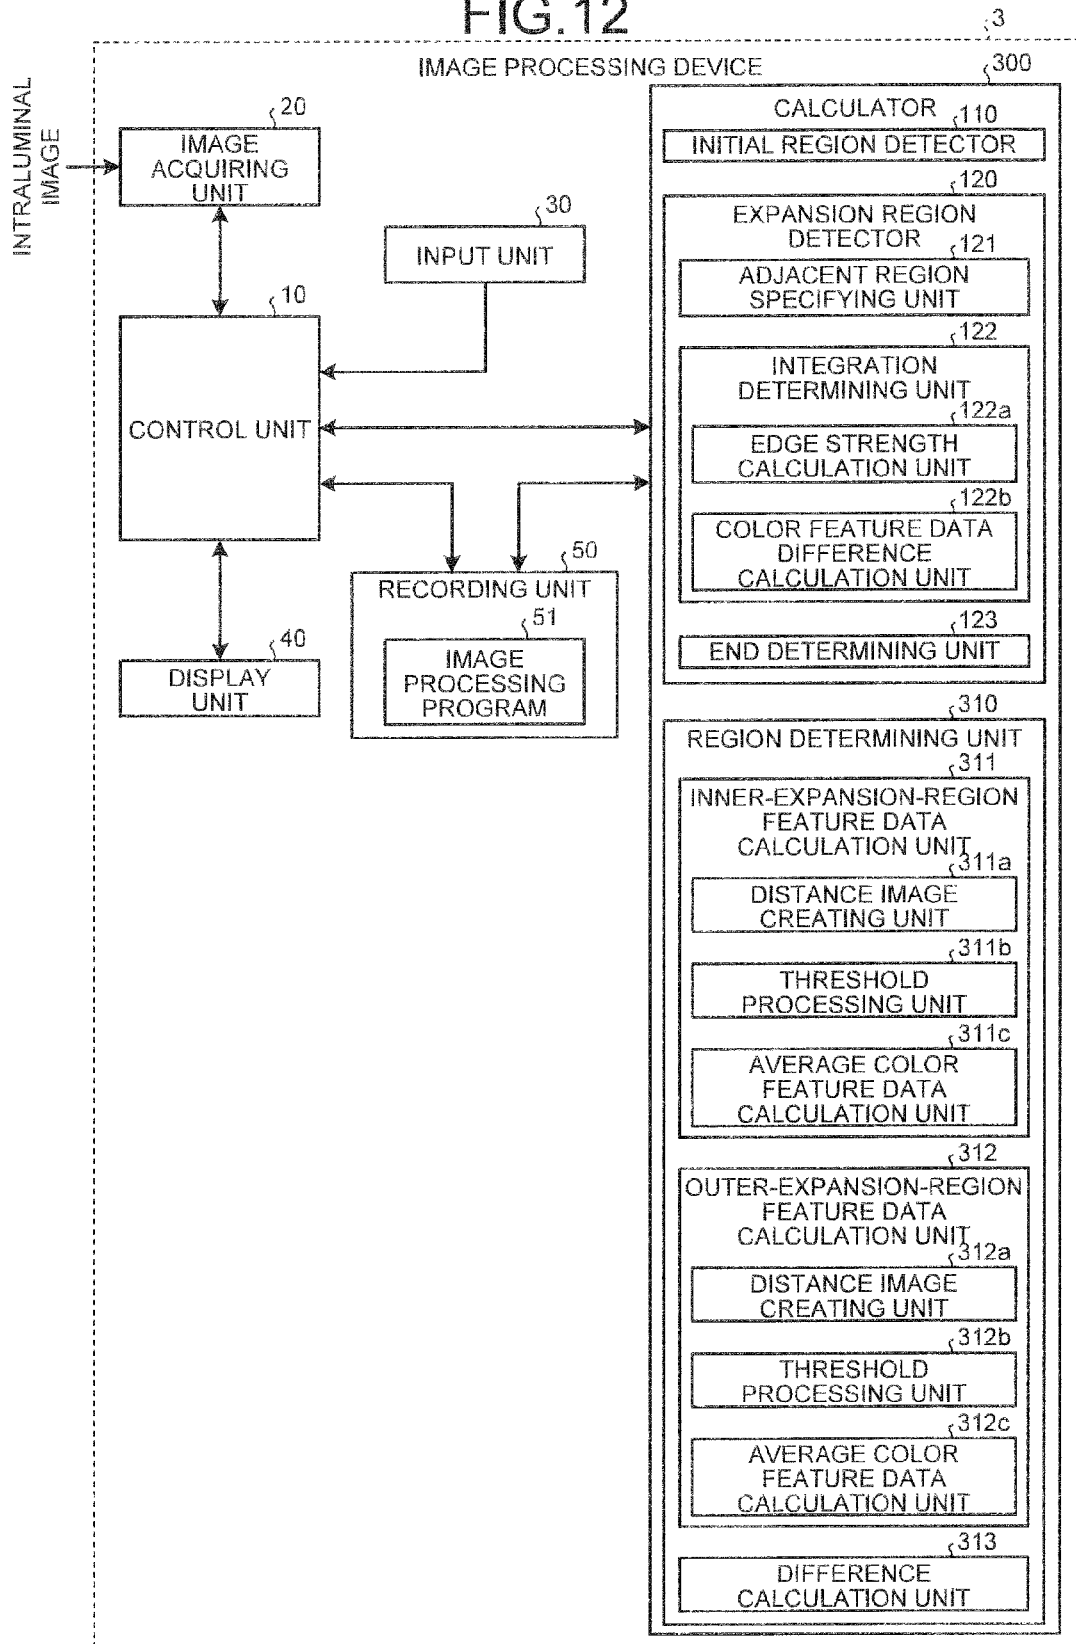 FIG.12
3
IMAGE PROCESSING DEVICE
INTRALUMINAL
IMAGE
20
IMAGE
ACQUIRING
UNIT
30
INPUT UNIT
10
CONTROL UNIT
40
DISPLAY
UNIT
50
RECORDING UNIT
51
IMAGE
PROCESSING
PROGRAM
300
CALCULATOR
110
INITIAL REGION DETECTOR
120
EXPANSION REGION
DETECTOR
121
ADJACENT REGION
SPECIFYING UNIT
122
INTEGRATION
DETERMINING UNIT
122a
EDGE STRENGTH
CALCULATION UNIT
122b
COLOR FEATURE DATA
DIFFERENCE
CALCULATION UNIT
123
END DETERMINING UNIT
310
REGION DETERMINING UNIT
311
INNER-EXPANSION-REGION
FEATURE DATA
CALCULATION UNIT
311a
DISTANCE IMAGE
CREATING UNIT
311b
THRESHOLD
PROCESSING UNIT
311c
AVERAGE COLOR
FEATURE DATA
CALCULATION UNIT
312
OUTER-EXPANSION-REGION
FEATURE DATA
CALCULATION UNIT
312a
DISTANCE IMAGE
CREATING UNIT
312b
THRESHOLD
PROCESSING UNIT
312c
AVERAGE COLOR
FEATURE DATA
CALCULATION UNIT
313
DIFFERENCE
CALCULATION UNIT